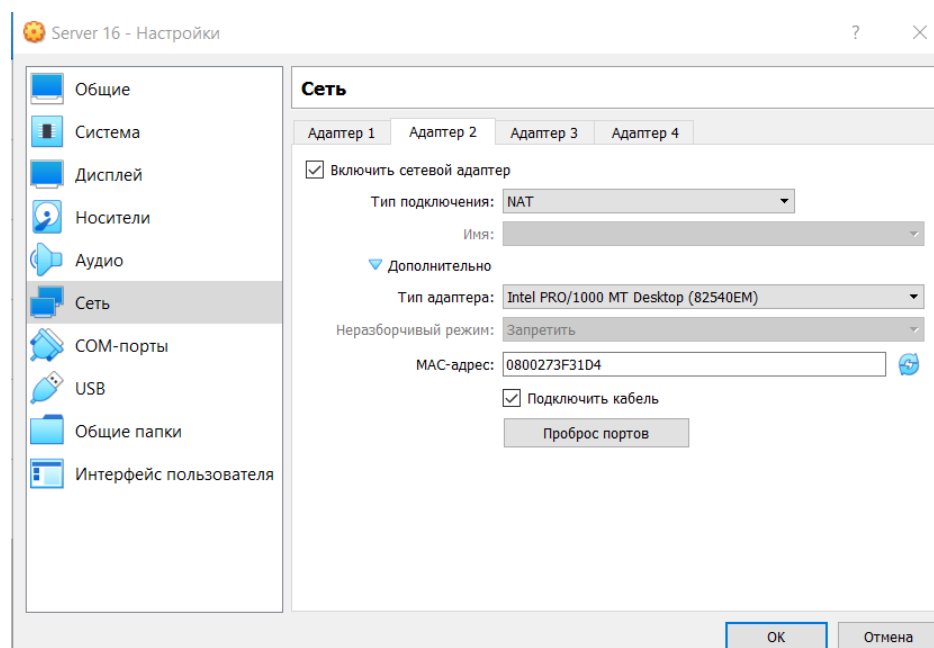 Server 16 - Настройки
?
Общие
Система
Дисплей
Носители
Аудио
Сеть
COM-порты
USB
Общие папки
Интерфейс пользователя
Сеть
Адаптер 1 Адаптер 2 Адаптер 3 Адаптер 4
Включить сетевой адаптер
Тип подключения: NAT
Имя:
Дополнительно
Тип адаптера: Intel PRO/1000 MT Desktop (82540EM)
Неразборчивый режим: Запретить
MAC-адрес: 0800273F31D4
Подключить кабель
Проброс портов
OK Отмена